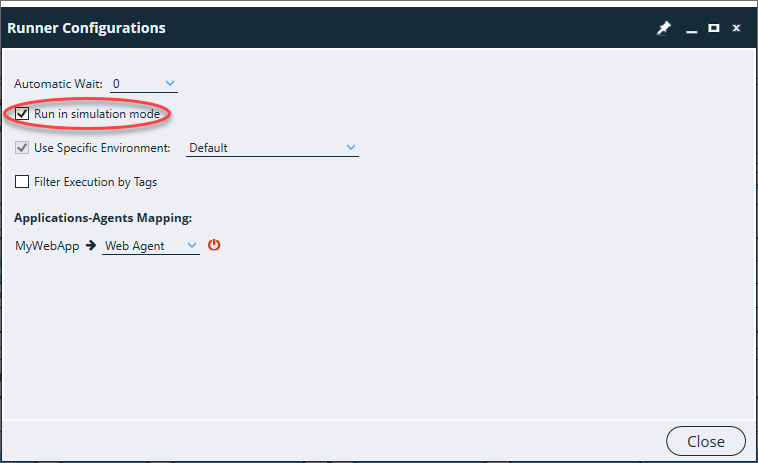 Runner Configurations
Automatic Wait: 0
Run in simulation mode
Use Specific Environment: Default
Filter Execution by Tags
Applications-Agents Mapping:
MyWebApp → Web Agent
Close